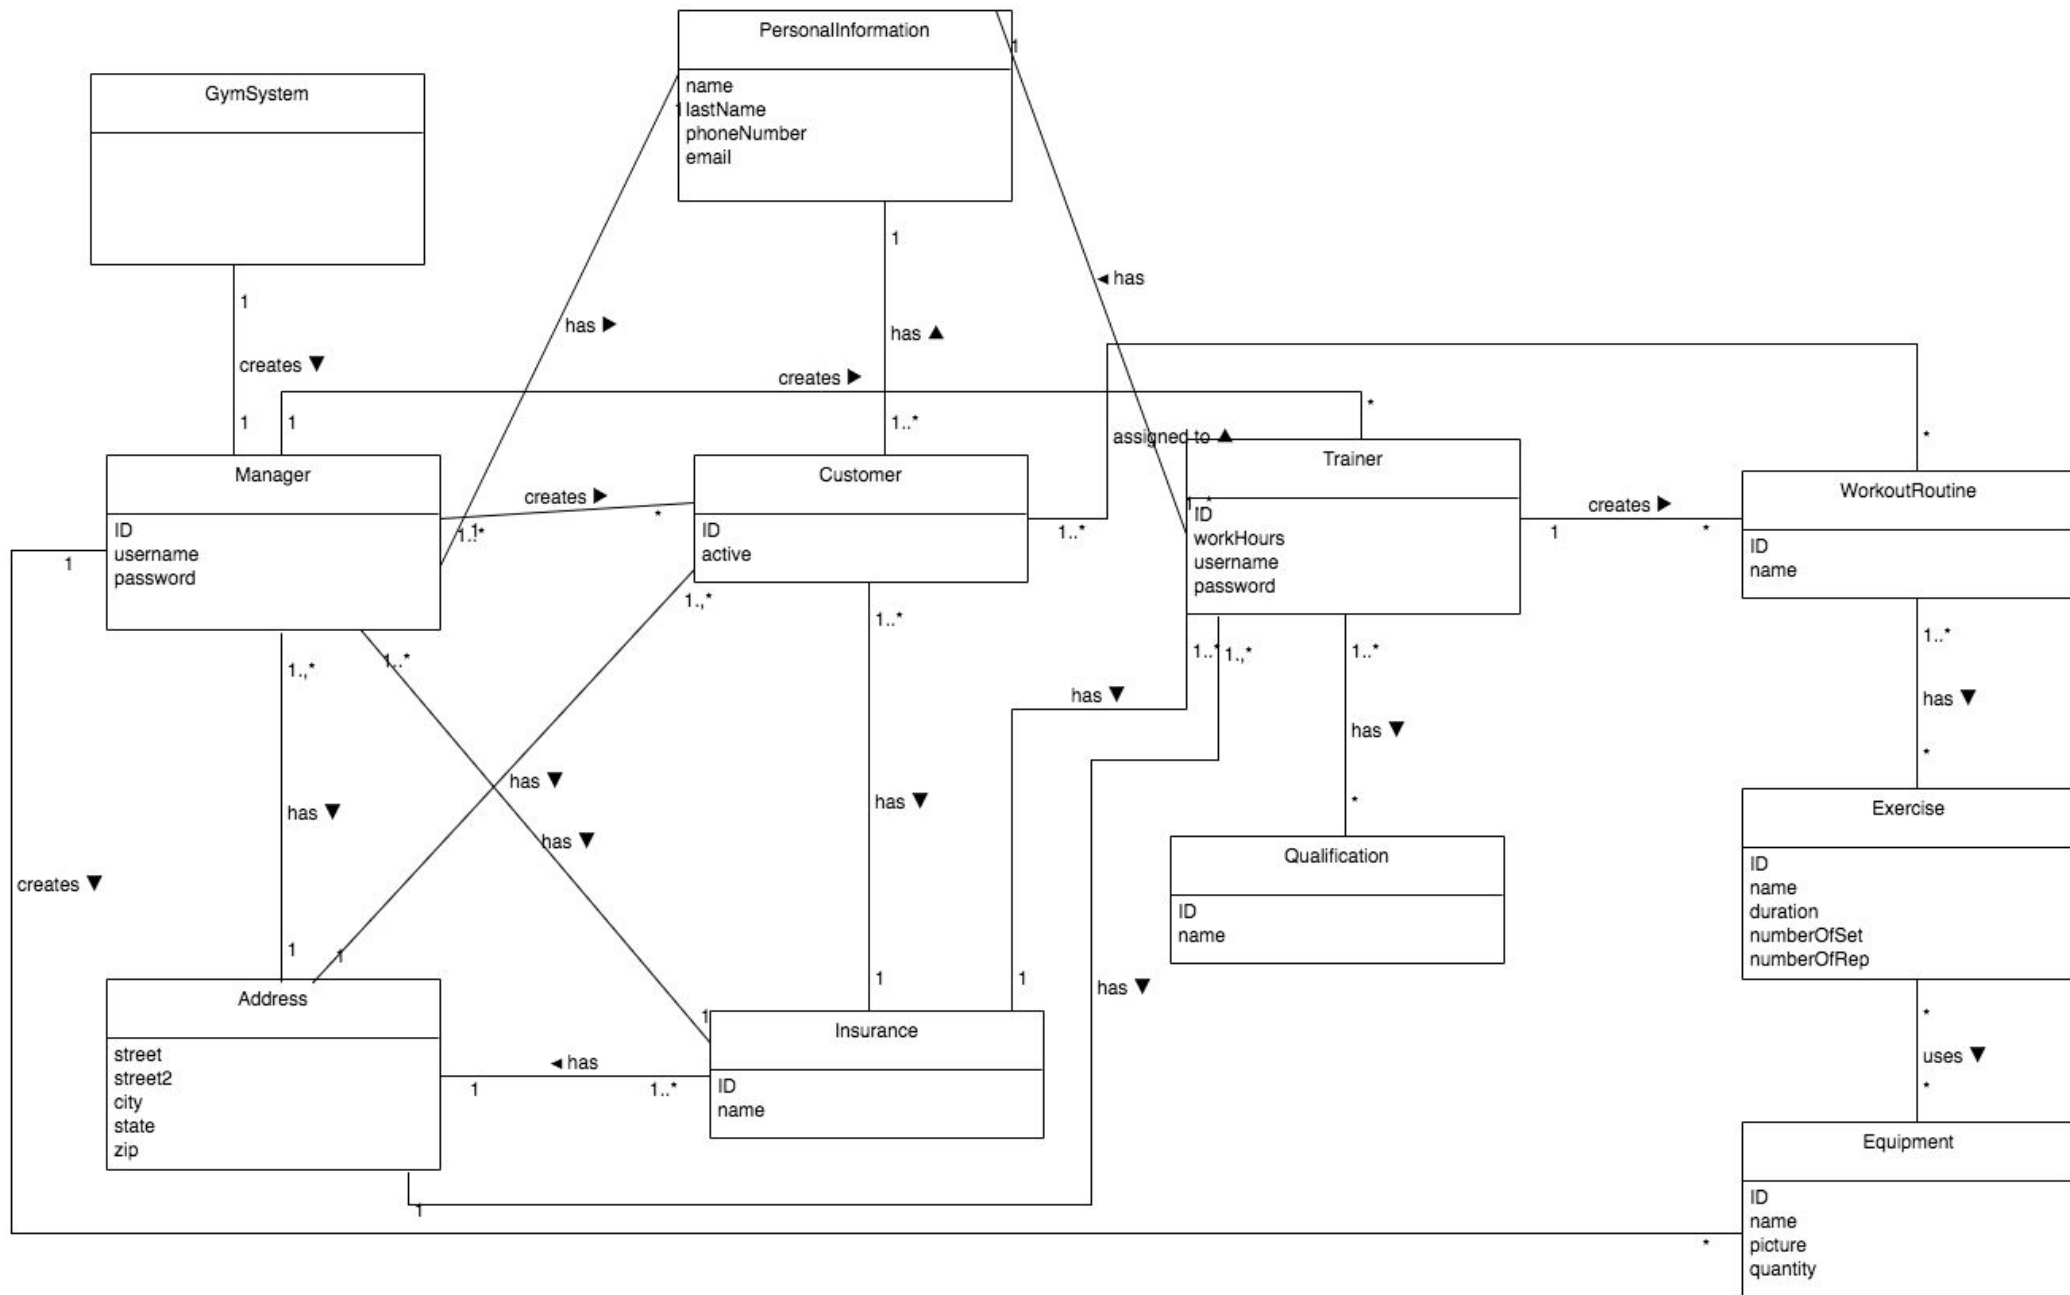 PersonalInformation
name
lastName
phoneNumber
email
1
1
1
GymSystem
1
creates ▼
1
has ▶
has ▲
◄ has
creates ▶
1
*
1..*
assigned to ▲
Manager
ID
username
password
creates ▶
1
*
1..*
Customer
ID
active
1..*
Trainer
1..*
ID
workHours
username
password
creates ▶
1
*
*
WorkoutRoutine
ID
name
1
1.,*
1..*
1.,*
1..*
1..*
1.,*
1..*
1..*
has ▼
has ▼
has ▼
*
has ▼
has ▼
has ▼
has ▼
*
creates ▼
Qualification
ID
name
Exercise
ID
name
duration
numberOfSet
numberOfRep
1
1
1
1
1
has ▼
Address
street
street2
city
state
zip
◄ has
1
1..*
Insurance
ID
name
*
uses ▼
*
1
*
Equipment
ID
name
picture
quantity